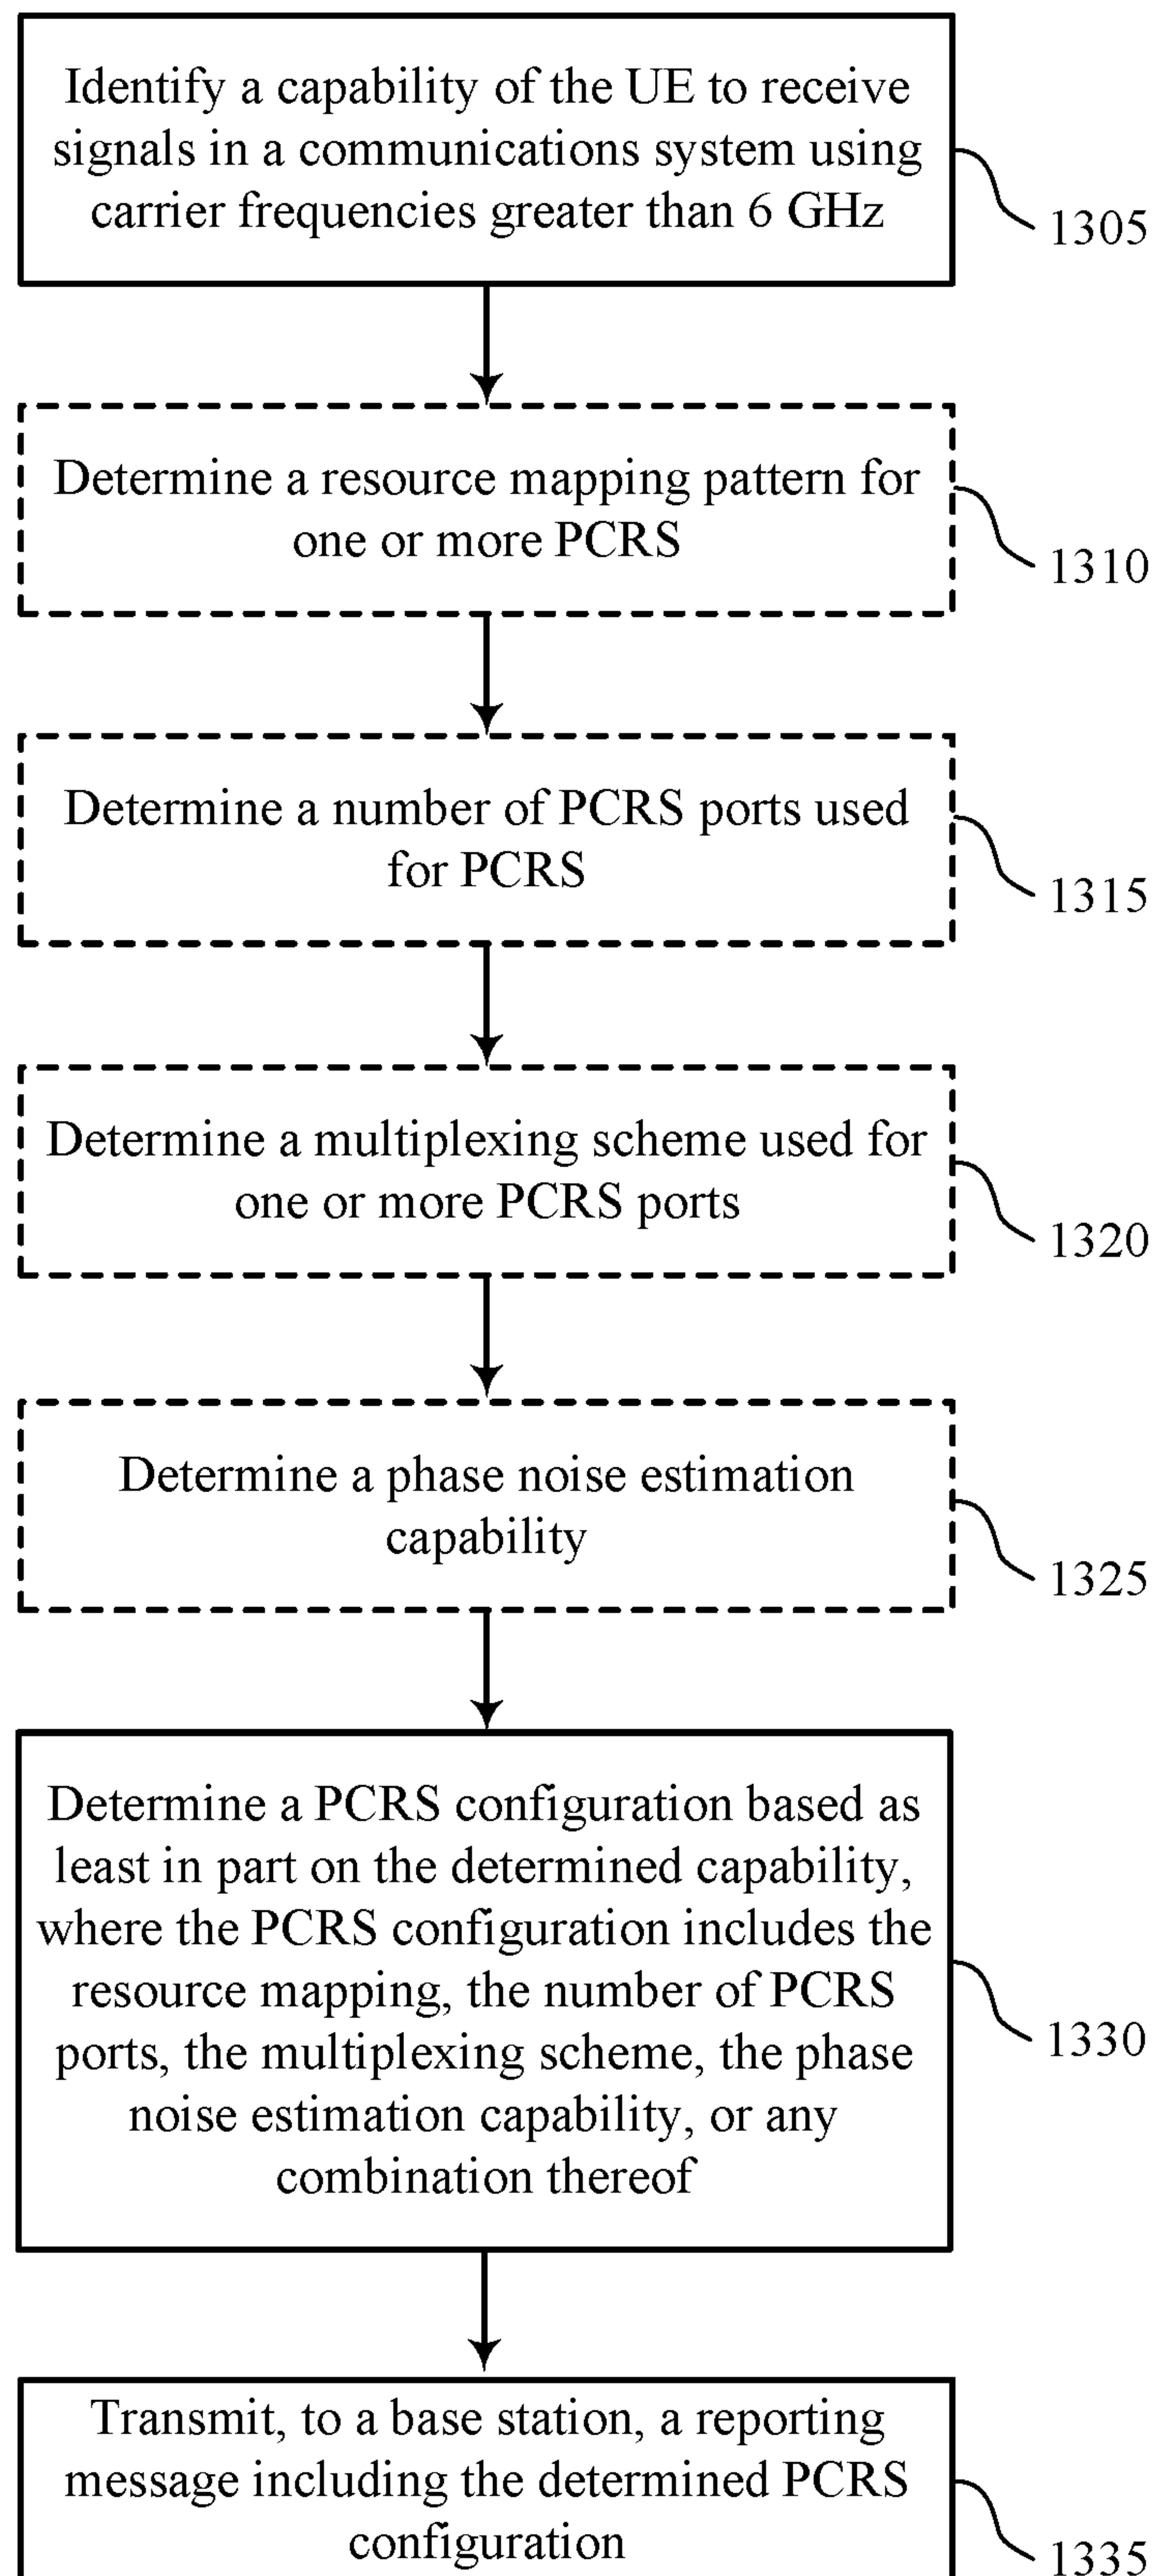 Identify a capability of the UE to receive
signals in a communications system using
carrier frequencies greater than 6 GHz
1305
Determine a resource mapping pattern for
one or more PCRS
1310
Determine a number of PCRS ports used
for PCRS
1315
Determine a multiplexing scheme used for
one or more PCRS ports
1320
Determine a phase noise estimation
capability
1325
Determine a PCRS configuration based as
least in part on the determined capability,
where the PCRS configuration includes the
resource mapping, the number of PCRS
ports, the multiplexing scheme, the phase
noise estimation capability, or any
combination thereof
1330
Transmit, to a base station, a reporting
message including the determined PCRS
configuration
1335